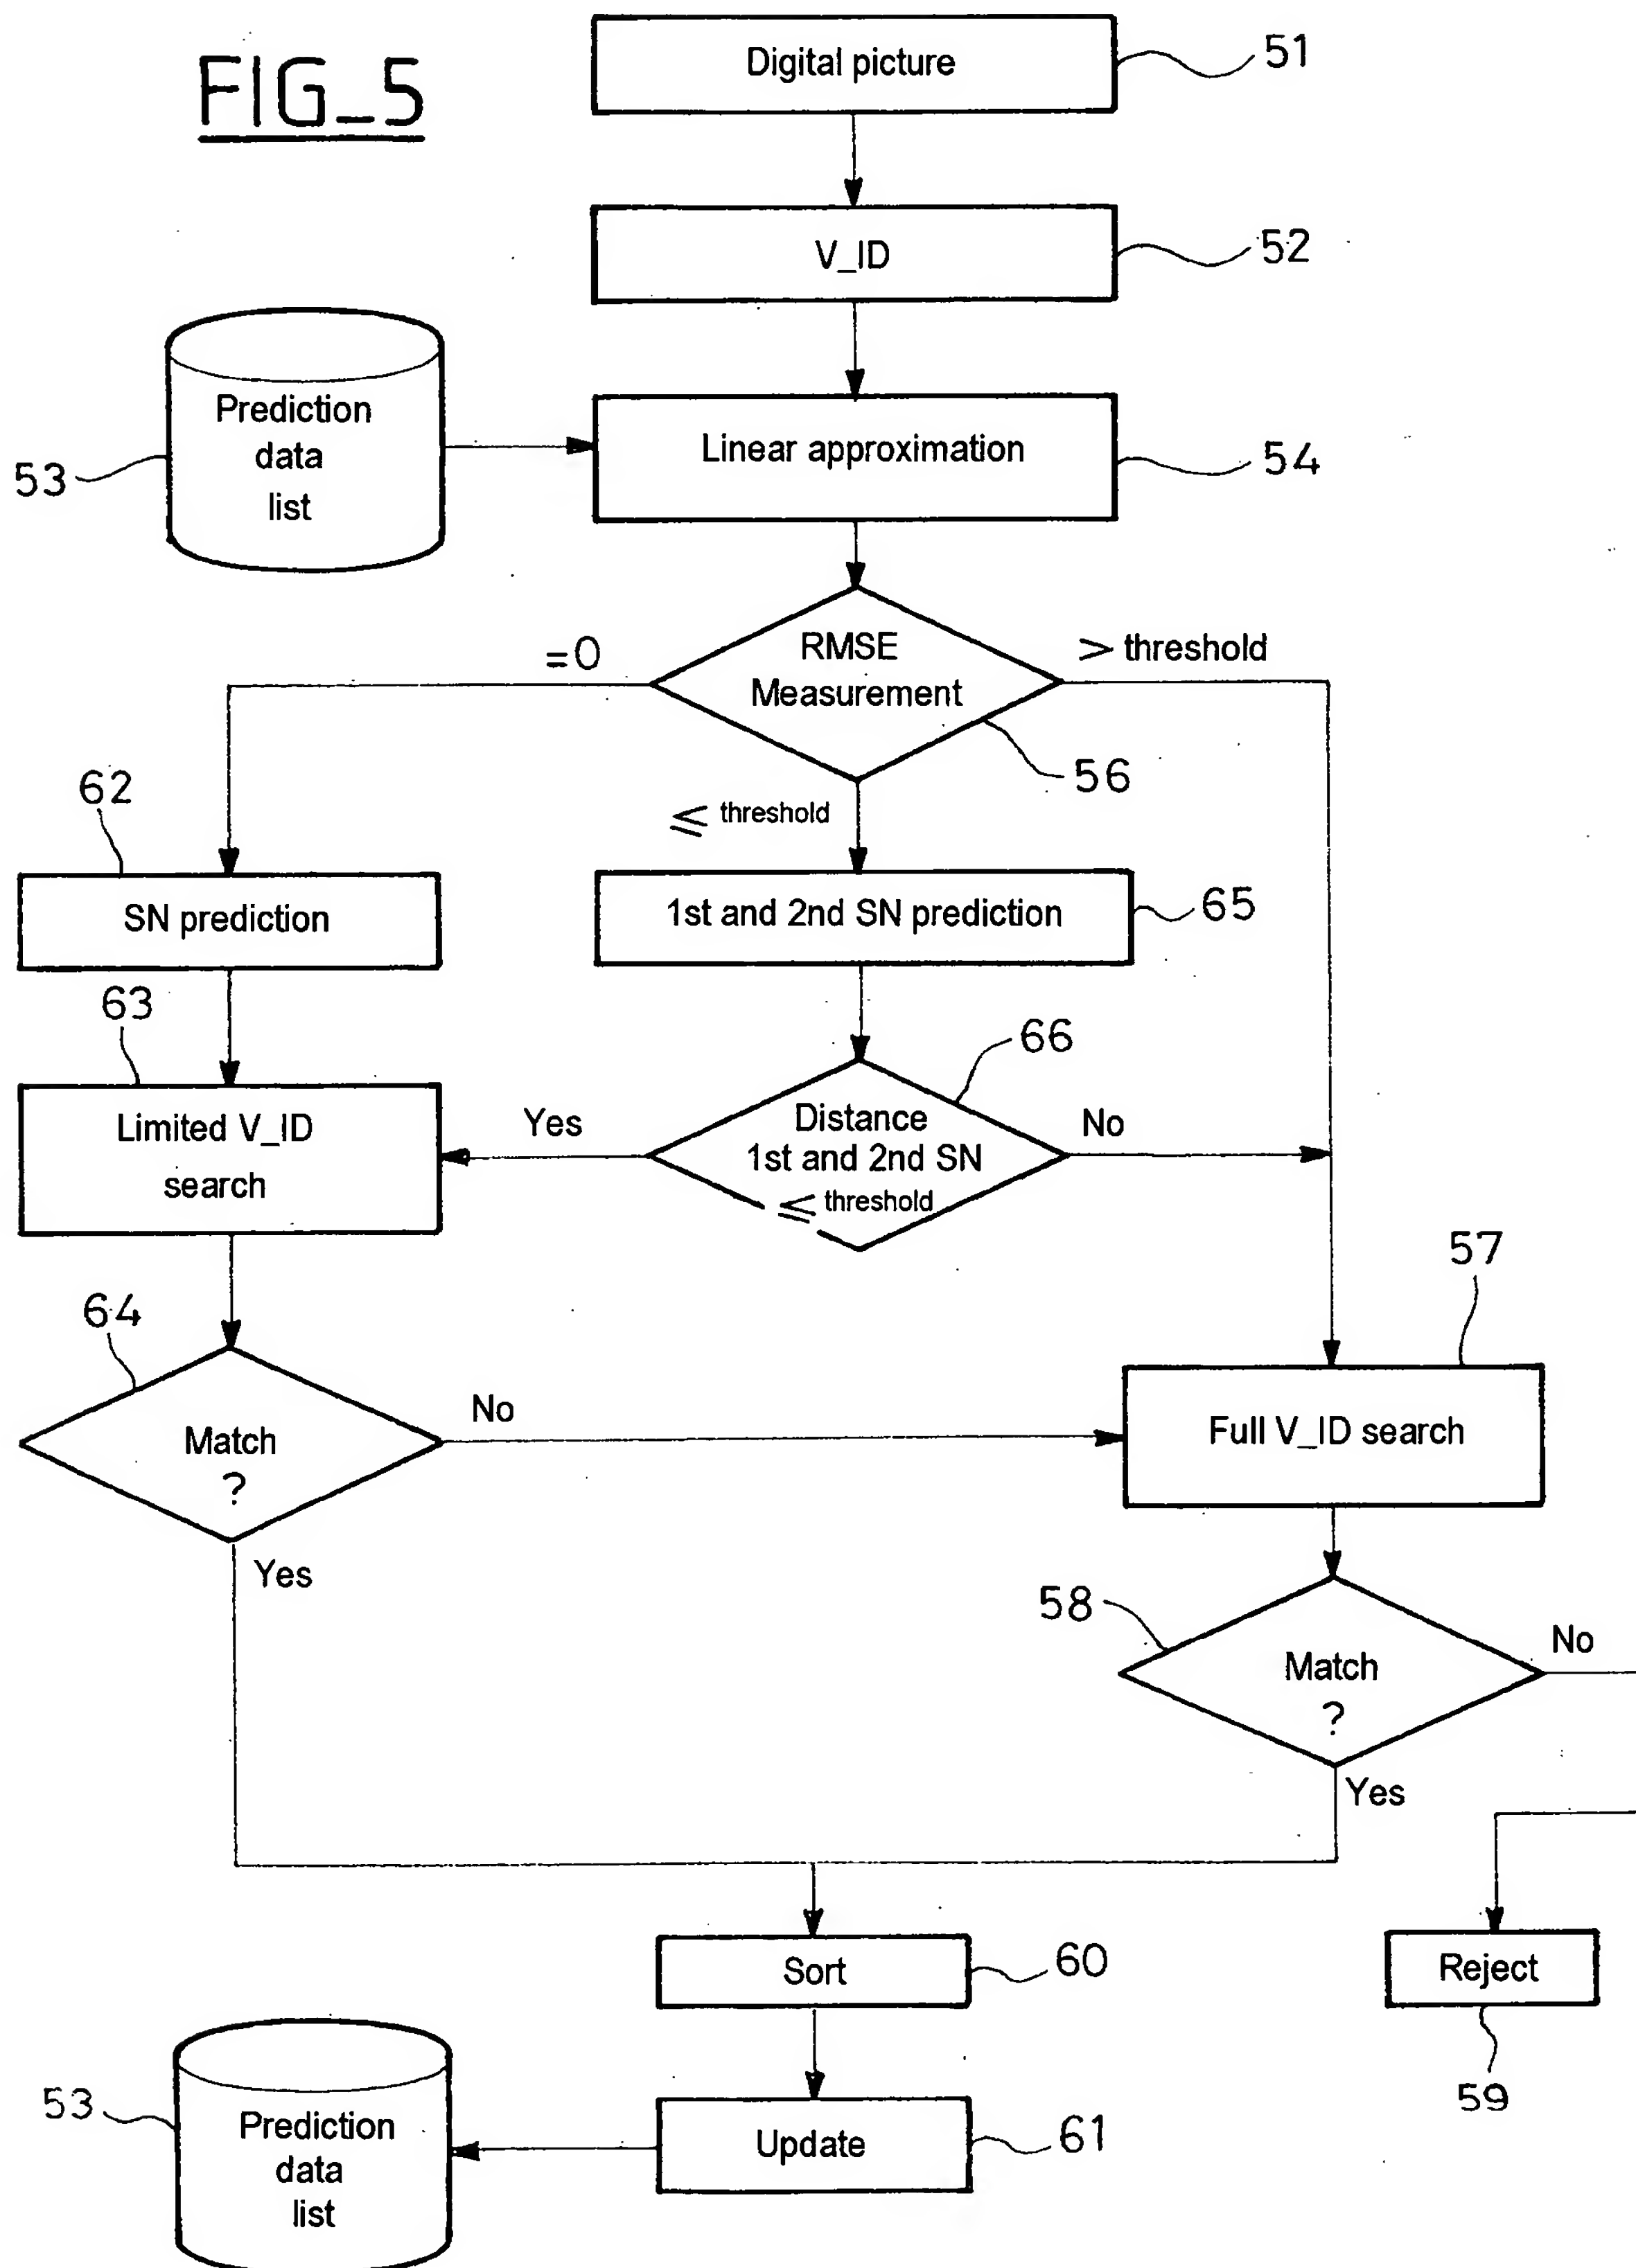 FIG_5
Digital picture
51
V_ID
52
Prediction
data
list
53
Linear approximation
54
RMSE
Measurement
=0
> threshold
56
≤ threshold
62
SN prediction
1st and 2nd SN prediction
65
63
66
Limited V_ID
search
Yes
Distance
1st and 2nd SN
≤ threshold
No
57
64
Match
?
No
Full V_ID search
Yes
58
Match
?
No
Yes
Sort
60
Reject
59
53
Prediction
data
list
Update
61